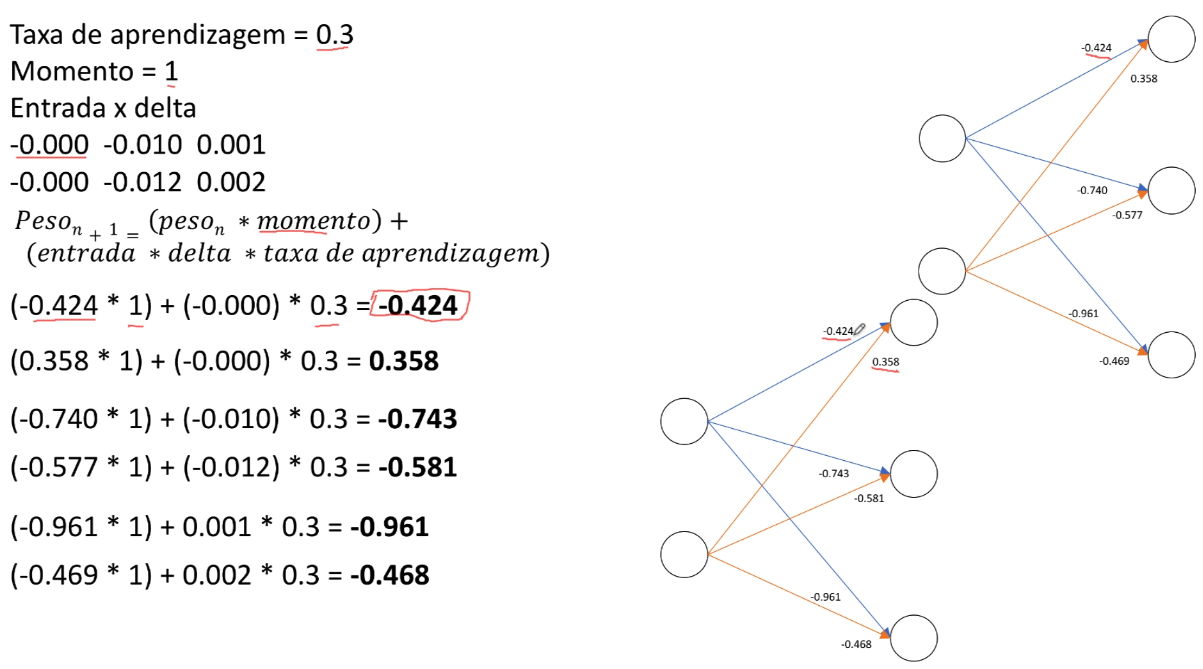 Taxa de aprendizagem = 0.3
Momento = 1
Entrada x delta
-0.000 -0.010 0.001
-0.000 -0.012 0.002
Peso_{n + 1 =} (peso_n * momento) +
(entrada * delta * taxa de aprendizagem)
(-0.424 * 1) + (-0.000) * 0.3 = -0.424
(0.358 * 1) + (-0.000) * 0.3 = 0.358
(-0.740 * 1) + (-0.010) * 0.3 = -0.743
(-0.577 * 1) + (-0.012) * 0.3 = -0.581
(-0.961 * 1) + 0.001 * 0.3 = -0.961
(-0.469 * 1) + 0.002 * 0.3 = -0.468
-0.424
0.358
-0.740
-0.577
-0.961
-0.469
-0.424
0.358
-0.743
-0.581
-0.961
-0.468